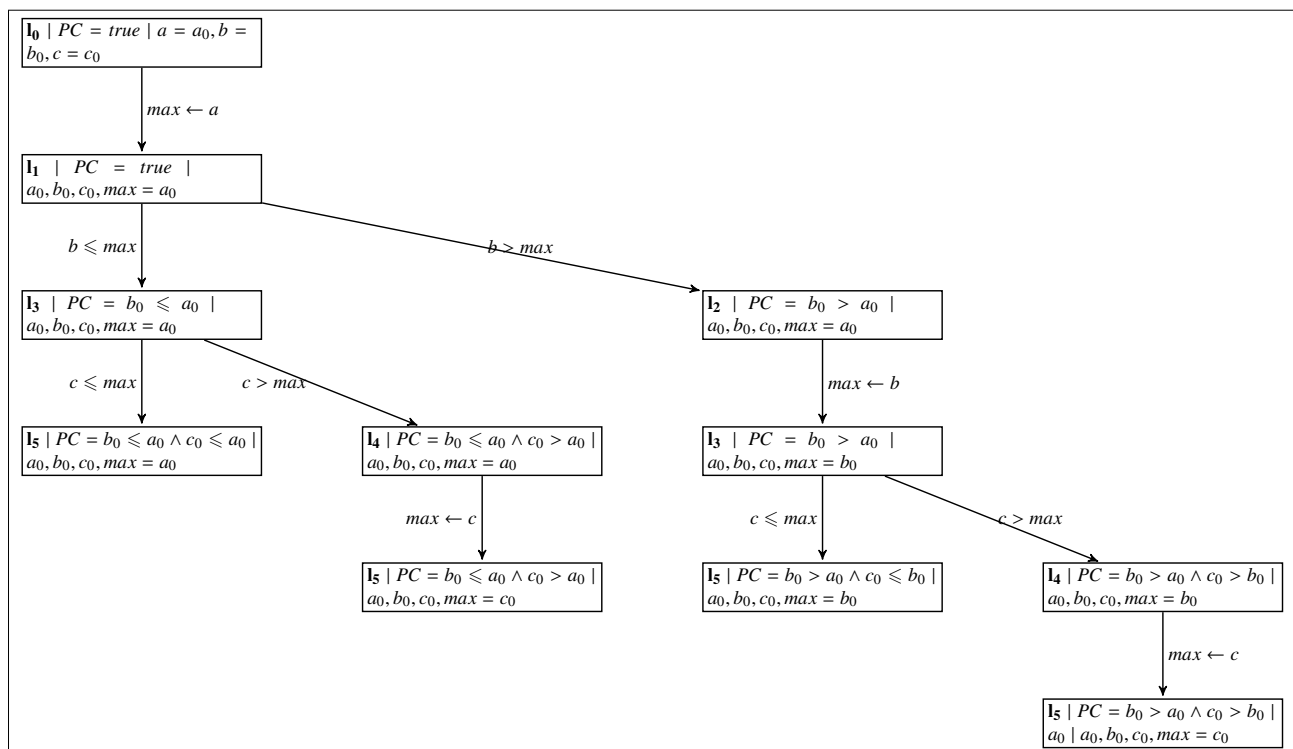 l₀ | PC = true | a = a₀, b =
b₀, c = c₀
max ← a
l₁ | PC = true |
a₀, b₀, c₀, max = a₀
b ⩽ max
b > max
l₃ | PC = b₀ ⩽ a₀ |
a₀, b₀, c₀, max = a₀
l₂ | PC = b₀ > a₀ |
a₀, b₀, c₀, max = a₀
c ⩽ max
c > max
max ← b
l₅ | PC = b₀ ⩽ a₀ ∧ c₀ ⩽ a₀ |
a₀, b₀, c₀, max = a₀
l₄ | PC = b₀ ⩽ a₀ ∧ c₀ > a₀ |
a₀, b₀, c₀, max = a₀
l₃ | PC = b₀ > a₀ |
a₀, b₀, c₀, max = b₀
max ← c
c ⩽ max
c > max
l₅ | PC = b₀ ⩽ a₀ ∧ c₀ > a₀ |
a₀, b₀, c₀, max = c₀
l₅ | PC = b₀ > a₀ ∧ c₀ ⩽ b₀ |
a₀, b₀, c₀, max = b₀
l₄ | PC = b₀ > a₀ ∧ c₀ > b₀ |
a₀, b₀, c₀, max = b₀
max ← c
l₅ | PC = b₀ > a₀ ∧ c₀ > b₀ |
a₀ | a₀, b₀, c₀, max = c₀